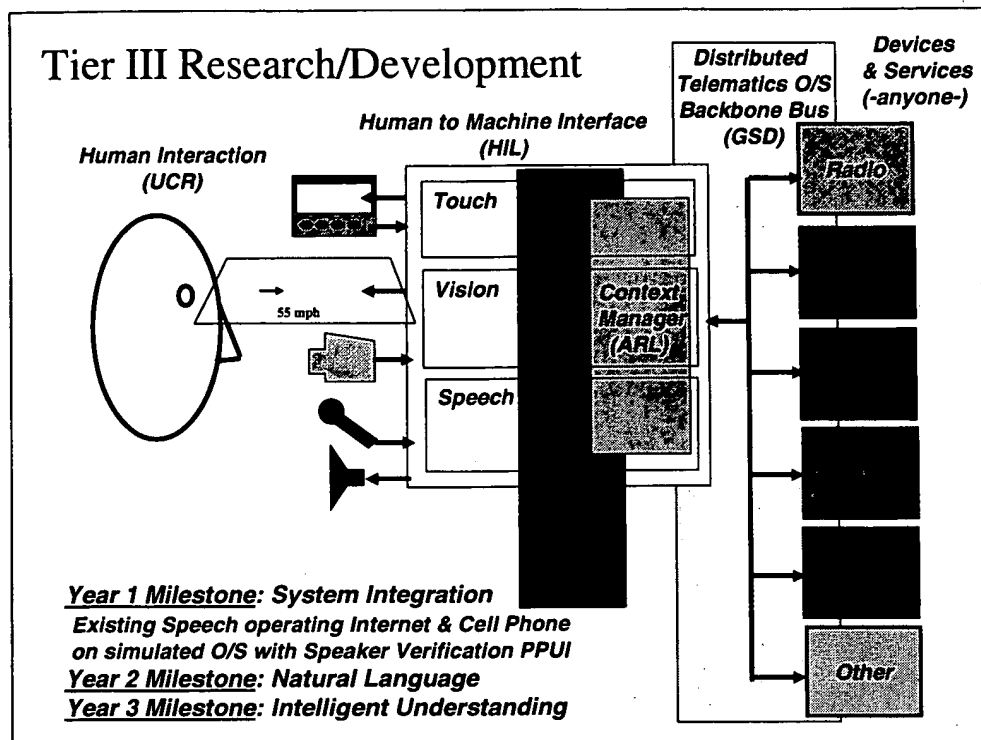 Tier III Research/Development
Distributed
Telematics O/S
Backbone Bus
(GSD)
Devices
& Services
(-anyone-)
Human to Machine Interface
(HIL)
Human Interaction
(UCR)
Touch
Vision
Speech
55 mph
Context
Manager
(ARL)
Radio
Other
Year 1 Milestone: System Integration
Existing Speech operating Internet & Cell Phone
on simulated O/S with Speaker Verification PPUI
Year 2 Milestone: Natural Language
Year 3 Milestone: Intelligent Understanding